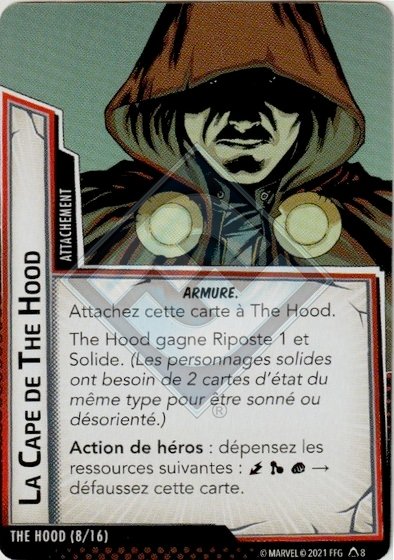 LA CAPE DE THE HOOD
ATTACHEMENT
ARMURE.
Attachez cette carte à The Hood.
The Hood gagne Riposte 1 et
Solide. (Les personnages solides
ont besoin de 2 cartes d'état du
même type pour être sonné ou
désorienté.)
Action de héros : dépensez les
ressources suivantes : →
défaussez cette carte.
THE HOOD (8/16)
© MARVEL © 2021 FFG 8